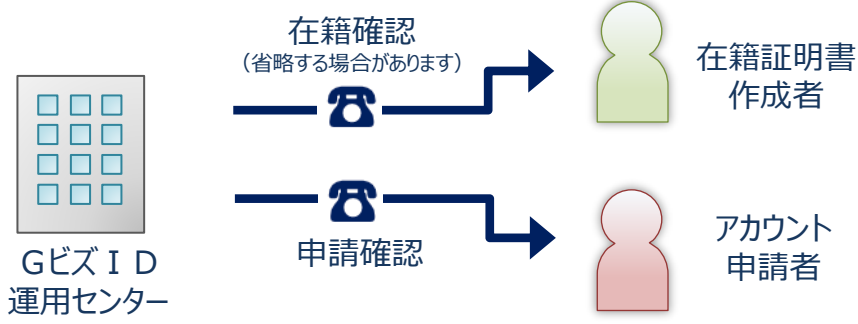 在籍確認
（省略する場合があります）
在籍証明書
作成者
GビズＩＤ
運用センター
申請確認
アカウント
申請者